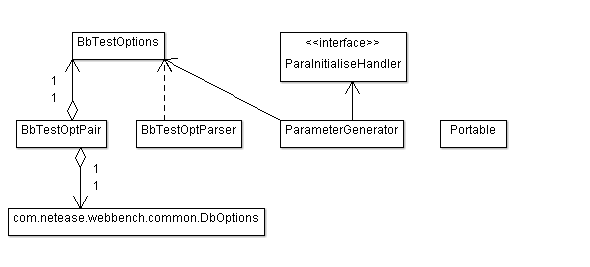 BbTestOptions
<<interface>>
ParaInitialiseHandler
1
1
BbTestOptPair
BbTestOptParser
ParameterGenerator
Portable
1
1
com.netease.webbench.common.DbOptions